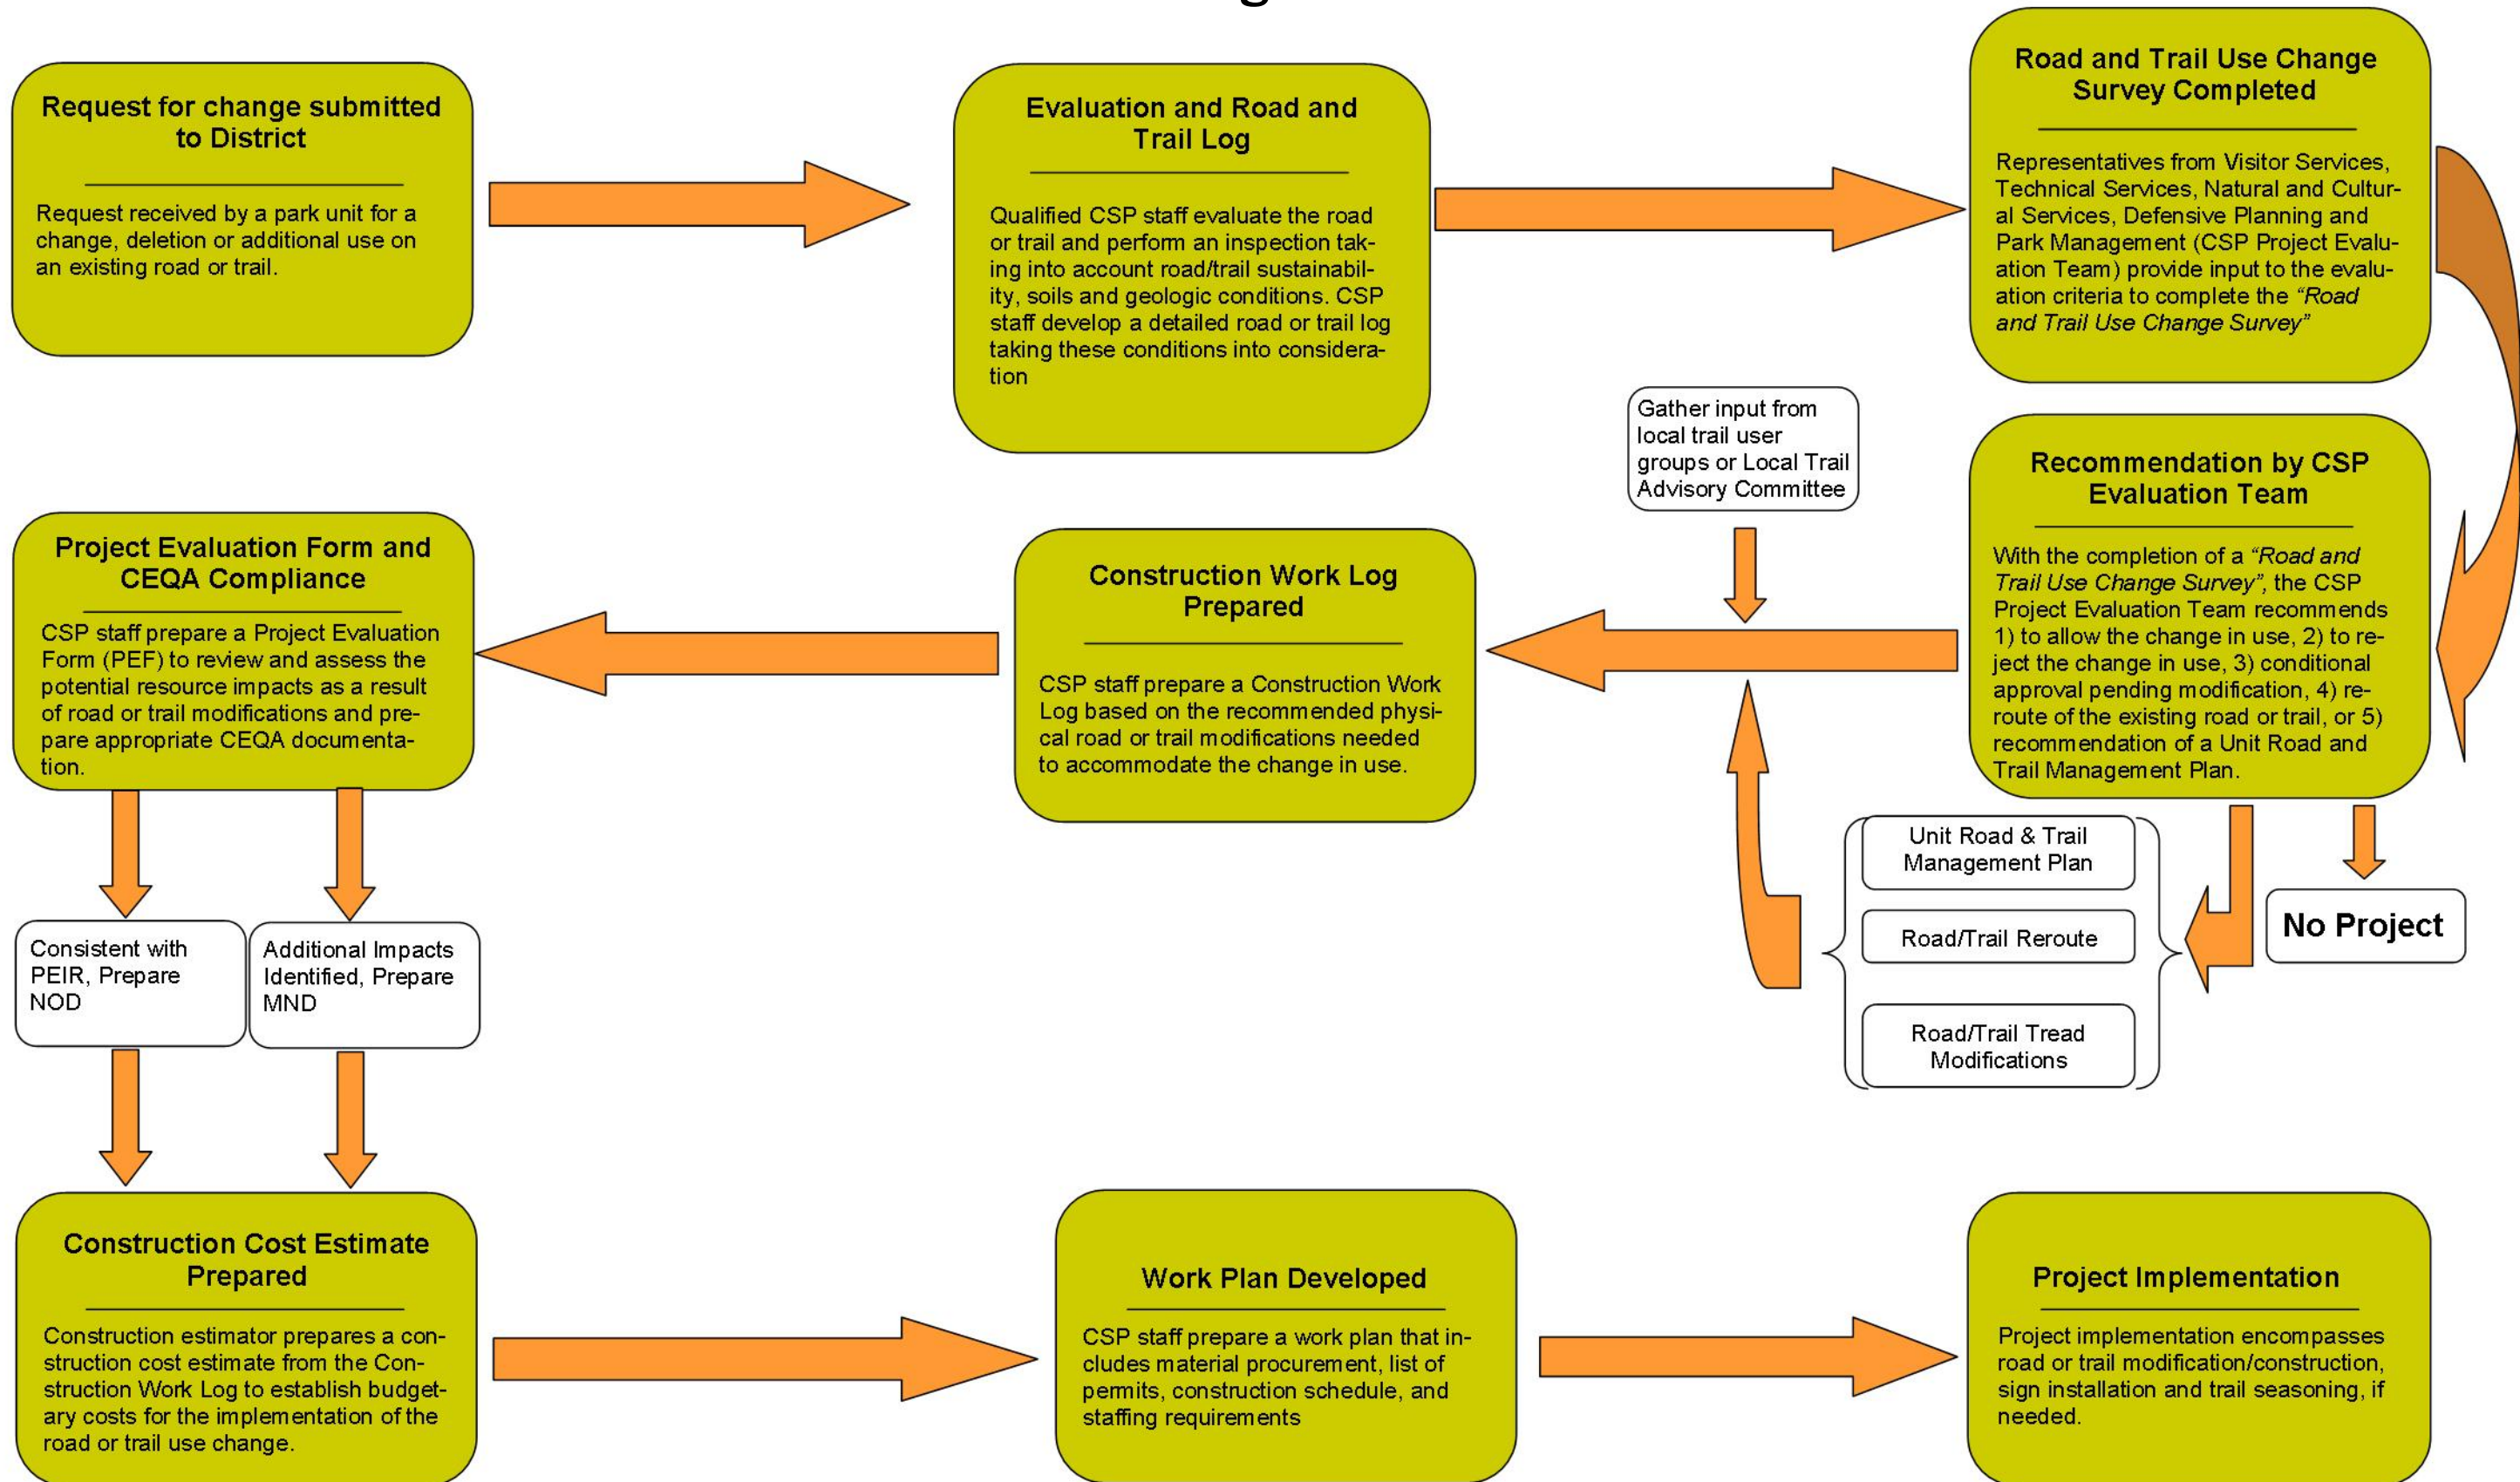 Request for change submitted
to District
Request received by a park unit for a
change, deletion or additional use on
an existing road or trail.
Evaluation and Road and
Trail Log
Qualified CSP staff evaluate the road
or trail and perform an inspection tak-
ing into account road/trail sustainabil-
ity, soils and geologic conditions. CSP
staff develop a detailed road or trail log
taking these conditions into considera-
tion
Road and Trail Use Change
Survey Completed
Representatives from Visitor Services,
Technical Services, Natural and Cultur-
al Services, Defensive Planning and
Park Management (CSP Project Evalu-
ation Team) provide input to the evalu-
ation criteria to complete the “Road
and Trail Use Change Survey”
Gather input from
local trail user
groups or Local Trail
Advisory Committee
Recommendation by CSP
Evaluation Team
With the completion of a “Road and
Trail Use Change Survey”, the CSP
Project Evaluation Team recommends
1) to allow the change in use, 2) to re-
ject the change in use, 3) conditional
approval pending modification, 4) re-
route of the existing road or trail, or 5)
recommendation of a Unit Road and
Trail Management Plan.
Construction Work Log
Prepared
CSP staff prepare a Construction Work
Log based on the recommended physi-
cal road or trail modifications needed
to accommodate the change in use.
Project Evaluation Form and
CEQA Compliance
CSP staff prepare a Project Evaluation
Form (PEF) to review and assess the
potential resource impacts as a result
of road or trail modifications and pre-
pare appropriate CEQA documenta-
tion.
Unit Road & Trail
Management Plan
Road/Trail Reroute
Road/Trail Tread
Modifications
No Project
Consistent with
PEIR, Prepare
NOD
Additional Impacts
Identified, Prepare
MND
Construction Cost Estimate
Prepared
Construction estimator prepares a con-
struction cost estimate from the Con-
struction Work Log to establish budget-
ary costs for the implementation of the
road or trail use change.
Work Plan Developed
CSP staff prepare a work plan that in-
cludes material procurement, list of
permits, construction schedule, and
staffing requirements
Project Implementation
Project implementation encompasses
road or trail modification/construction,
sign installation and trail seasoning, if
needed.